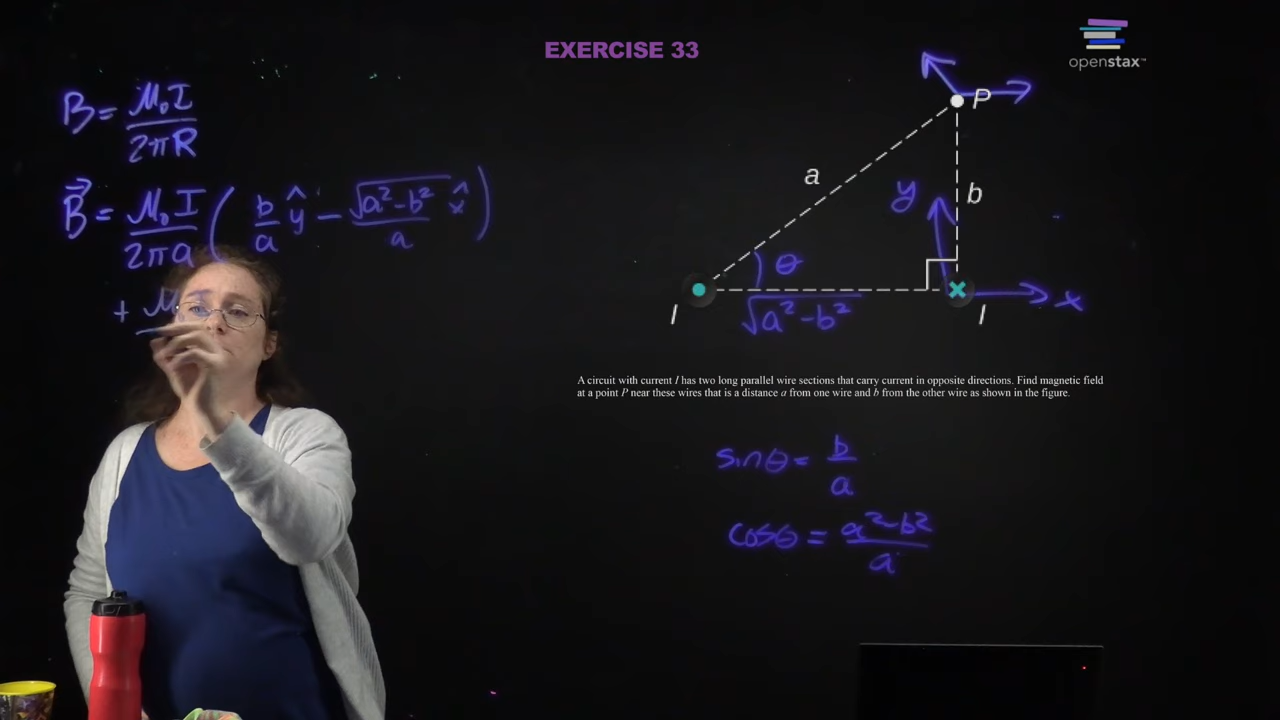 EXERCISE 33
openstax™
B = μ₀I / 2πR
B⃗ = μ₀I / 2πa ( b/a ŷ − √(a²−b²)/a x̂ )
+ μ
P
a
b
y
θ
I
√(a²−b²)
I
x
A circuit with current I has two long parallel wire sections that carry current in opposite directions. Find magnetic field
at a point P near these wires that is a distance a from one wire and b from the other wire as shown in the figure.
sinθ = b/a
cosθ = a²−b² / a